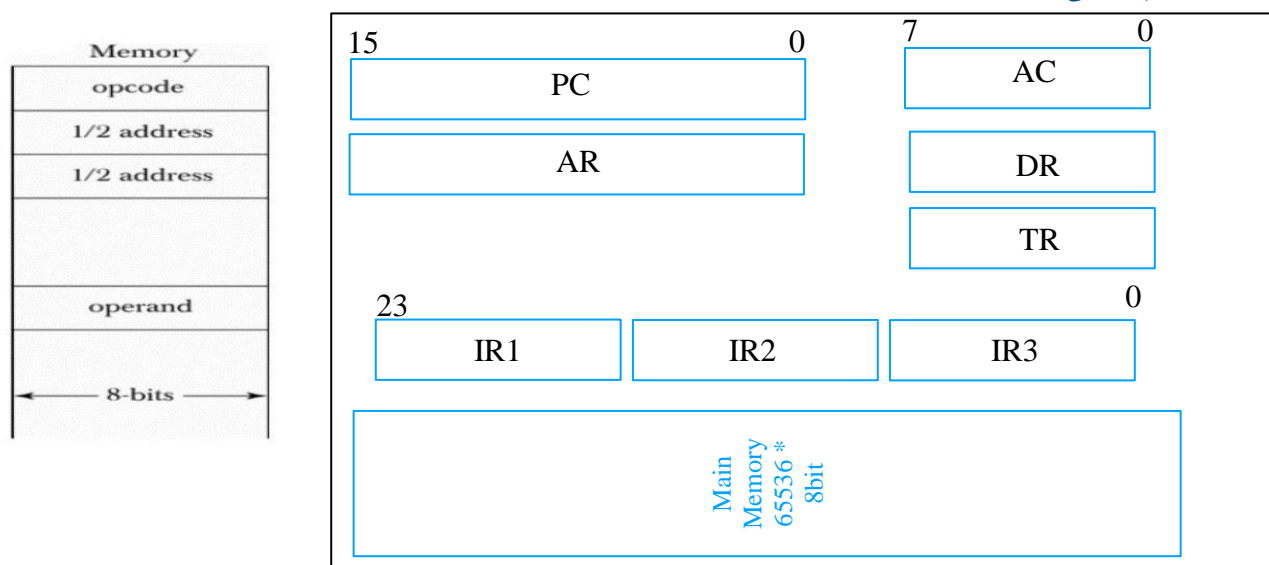 Memory
opcode
1/2 address
1/2 address
operand
8-bits
15 0 7 0
PC AC
AR DR
TR
23 0
IR1 IR2 IR3
Main
Memory
65536 *
8bit